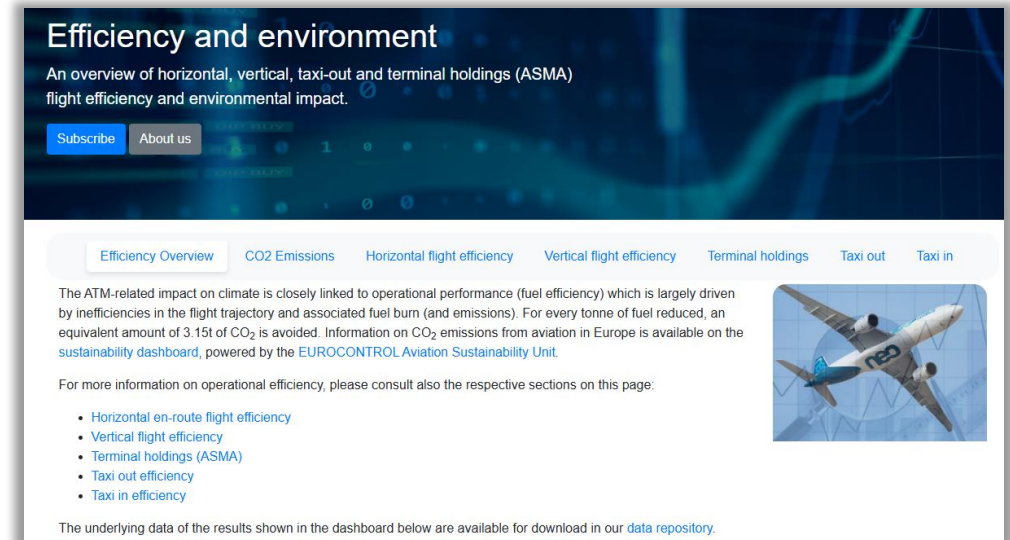 Efficiency and environment
An overview of horizontal, vertical, taxi-out and terminal holdings (ASMA)
flight efficiency and environmental impact.
Subscribe About us
Efficiency Overview CO2 Emissions Horizontal flight efficiency Vertical flight efficiency Terminal holdings Taxi out Taxi in
The ATM-related impact on climate is closely linked to operational performance (fuel efficiency) which is largely driven
by inefficiencies in the flight trajectory and associated fuel burn (and emissions). For every tonne of fuel reduced, an
equivalent amount of 3.15t of CO₂ is avoided. Information on CO₂ emissions from aviation in Europe is available on the
sustainability dashboard, powered by the EUROCONTROL Aviation Sustainability Unit.
neo
For more information on operational efficiency, please consult also the respective sections on this page:
• Horizontal en-route flight efficiency
• Vertical flight efficiency
• Terminal holdings (ASMA)
• Taxi out efficiency
• Taxi in efficiency
The underlying data of the results shown in the dashboard below are available for download in our data repository.